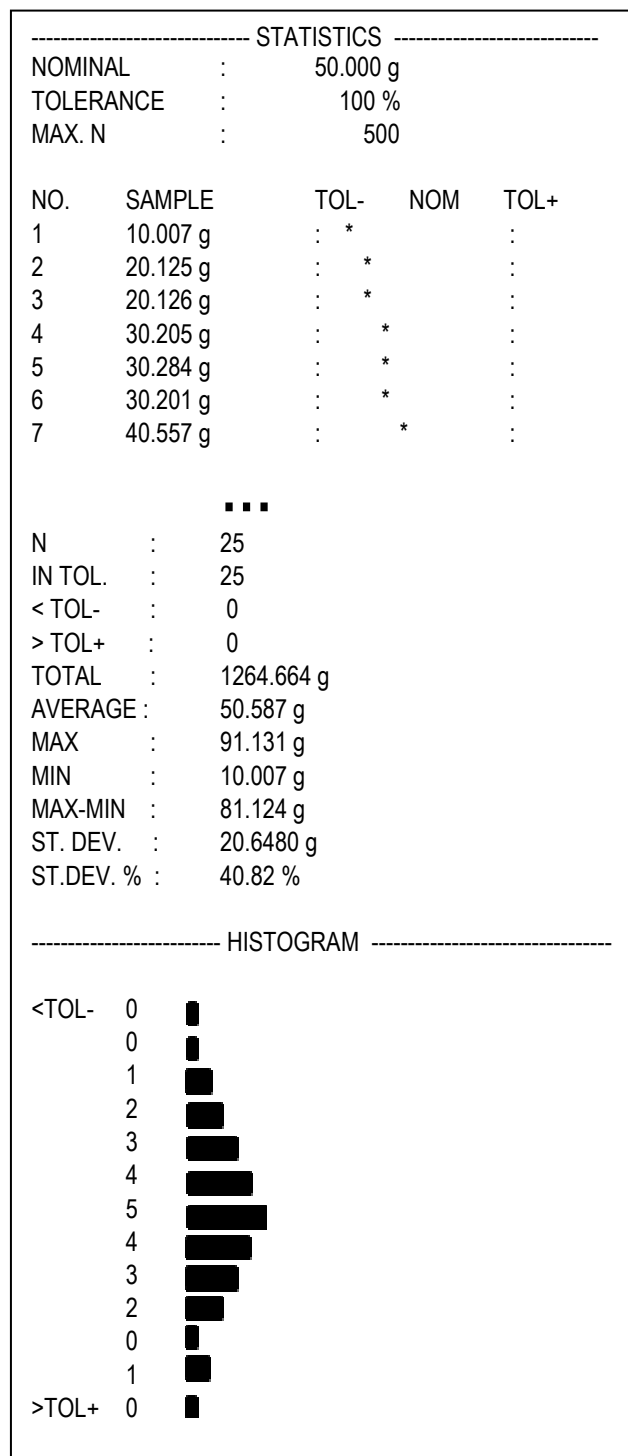 ------------------------------ STATISTICS ----------------------------
NOMINAL : 50.000 g
TOLERANCE : 100 %
MAX. N : 500
NO. SAMPLE TOL- NOM TOL+
1 10.007 g : * :
2 20.125 g : * :
3 20.126 g : * :
4 30.205 g : * :
5 30.284 g : * :
6 30.201 g : * :
7 40.557 g : * :
...
N : 25
IN TOL. : 25
< TOL- : 0
> TOL+ : 0
TOTAL : 1264.664 g
AVERAGE : 50.587 g
MAX : 91.131 g
MIN : 10.007 g
MAX-MIN : 81.124 g
ST. DEV. : 20.6480 g
ST.DEV. % : 40.82 %
-------------------------- HISTOGRAM ---------------------------------
<TOL- 0
0
1
2
3
4
5
4
3
2
0
1
>TOL+ 0